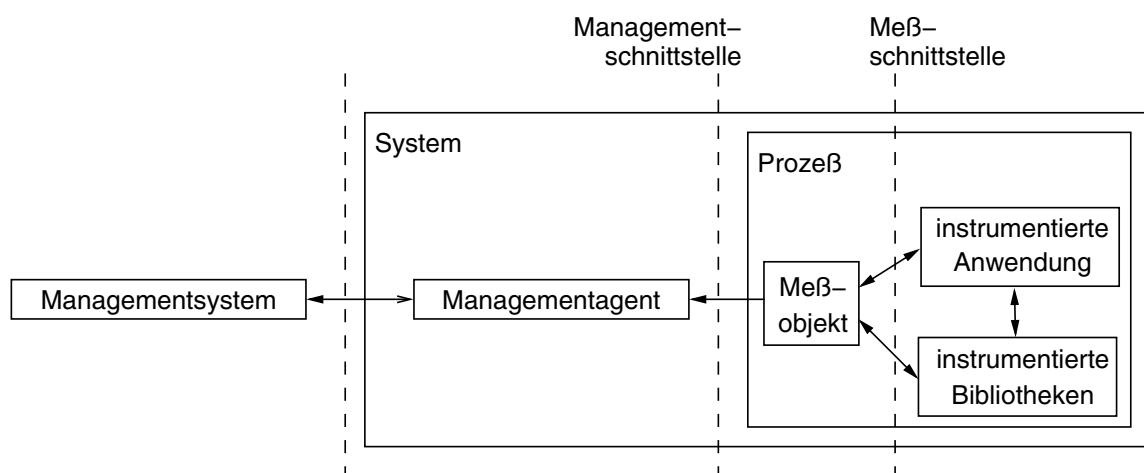 Management–
schnittstelle
Meß–
schnittstelle
System
Prozeß
instrumentierte
Anwendung
Managementsystem
Managementagent
Meß–
objekt
instrumentierte
Bibliotheken